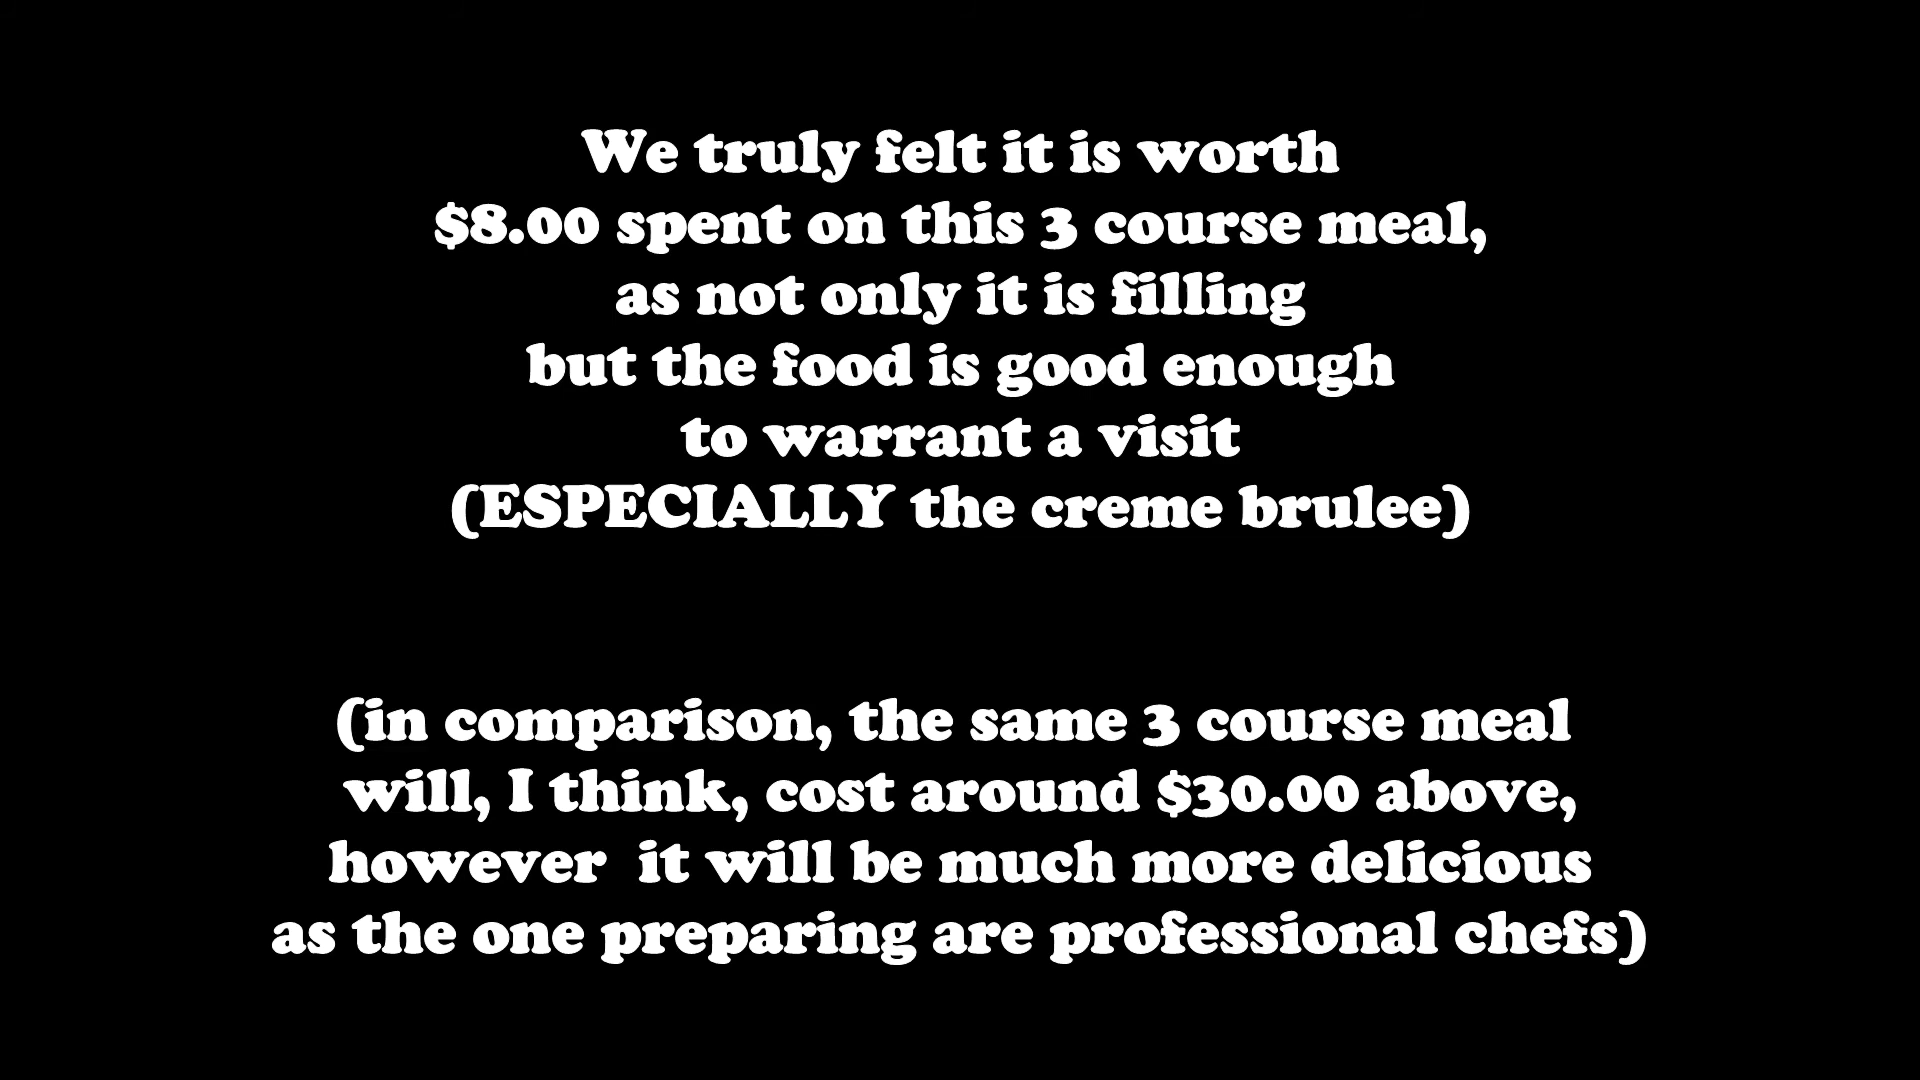 We truly felt it is worth
$8.00 spent on this 3 course meal,
as not only it is filling
but the food is good enough
to warrant a visit
(ESPECIALLY the creme brulee)
(in comparison, the same 3 course meal
will, I think, cost around $30.00 above,
however  it will be much more delicious
as the one preparing are professional chefs)